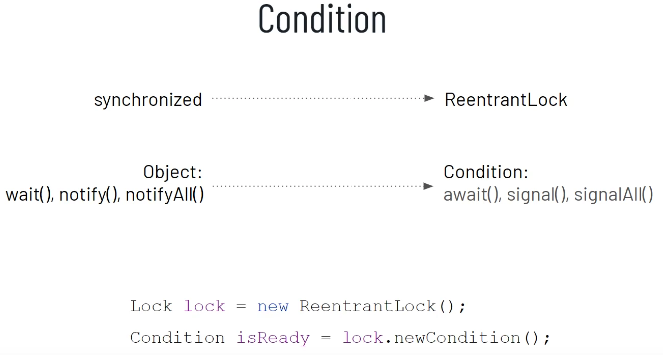 Condition
synchronized
ReentrantLock
Object:
wait(), notify(), notifyAll()
Condition:
await(), signal(), signalAll()
Lock lock = new ReentrantLock();
Condition isReady = lock.newCondition();